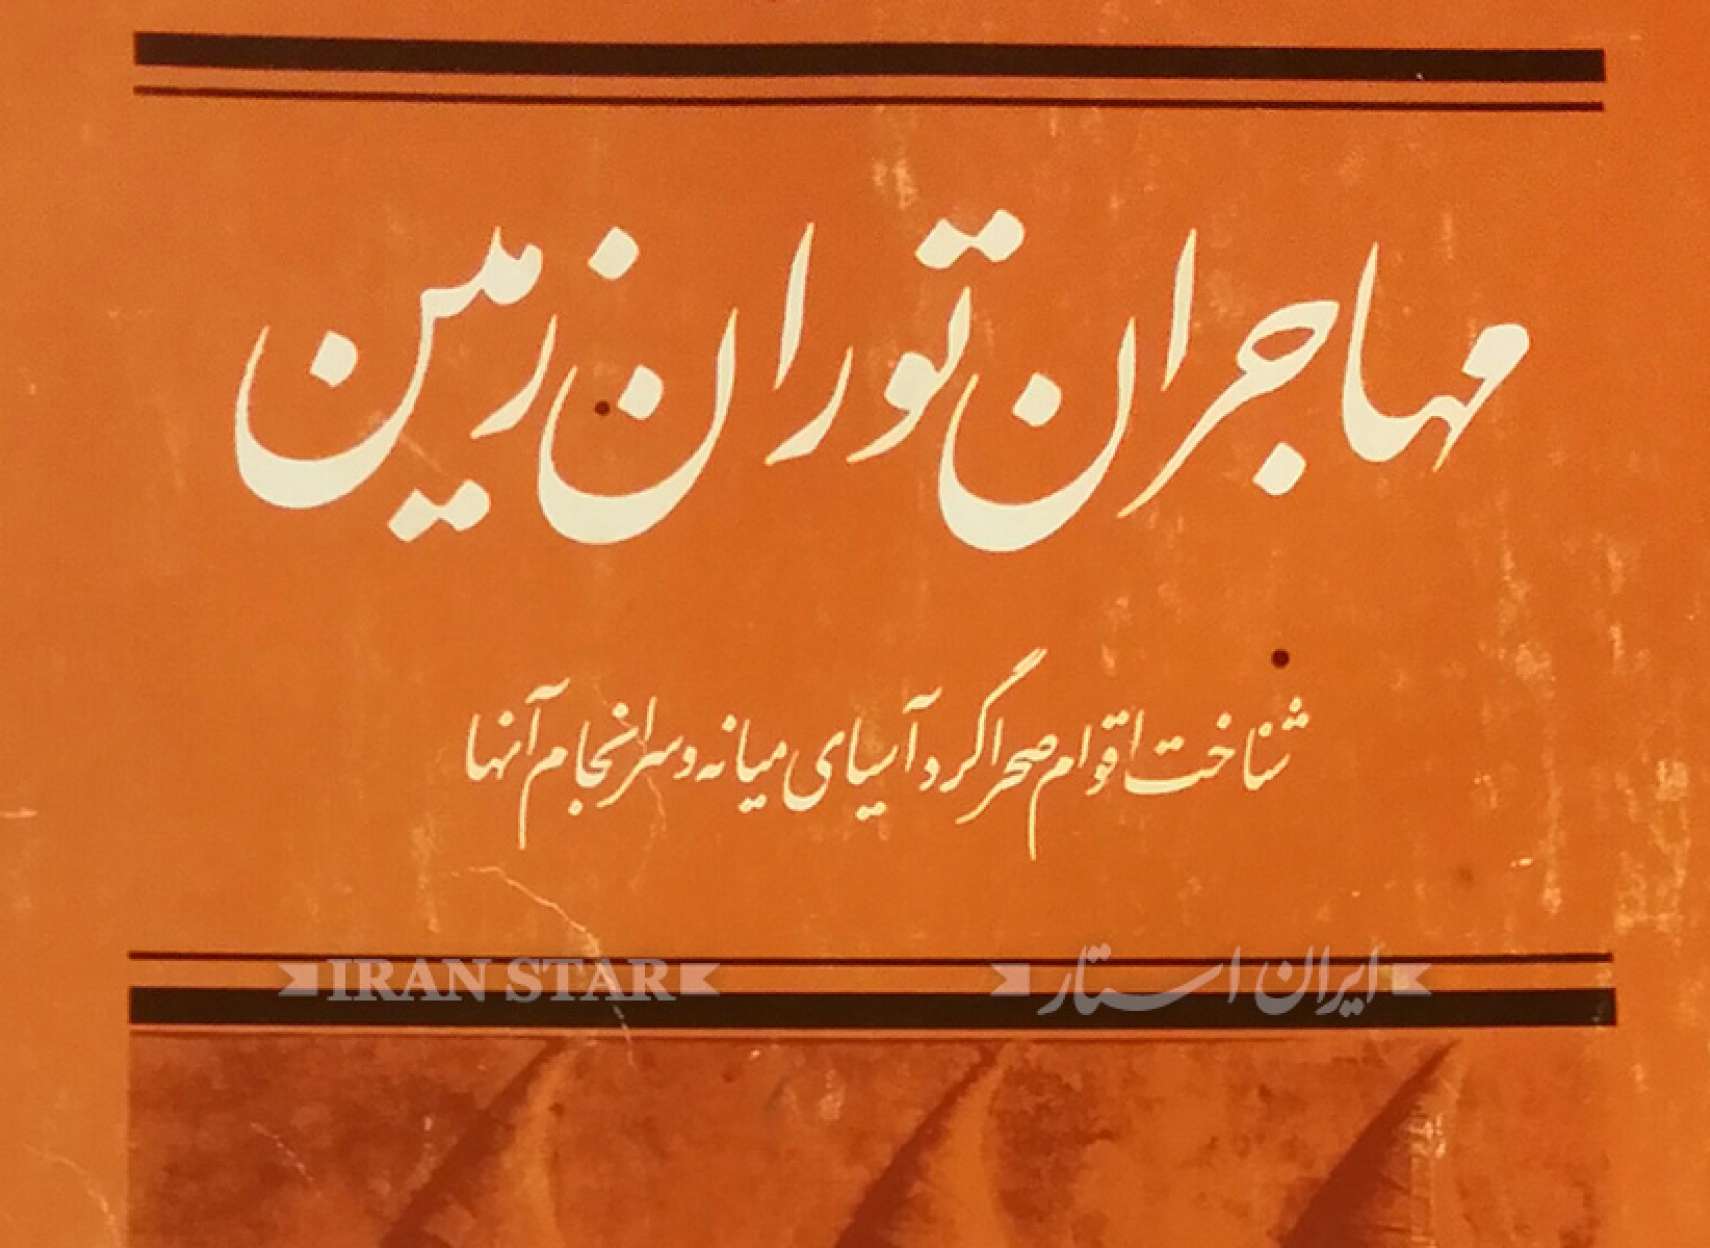 مهاجران توران زمین
شناخت اقوام صحراگرد آسیای میانه و سرانجام آنها
IRAN STAR ایران استار